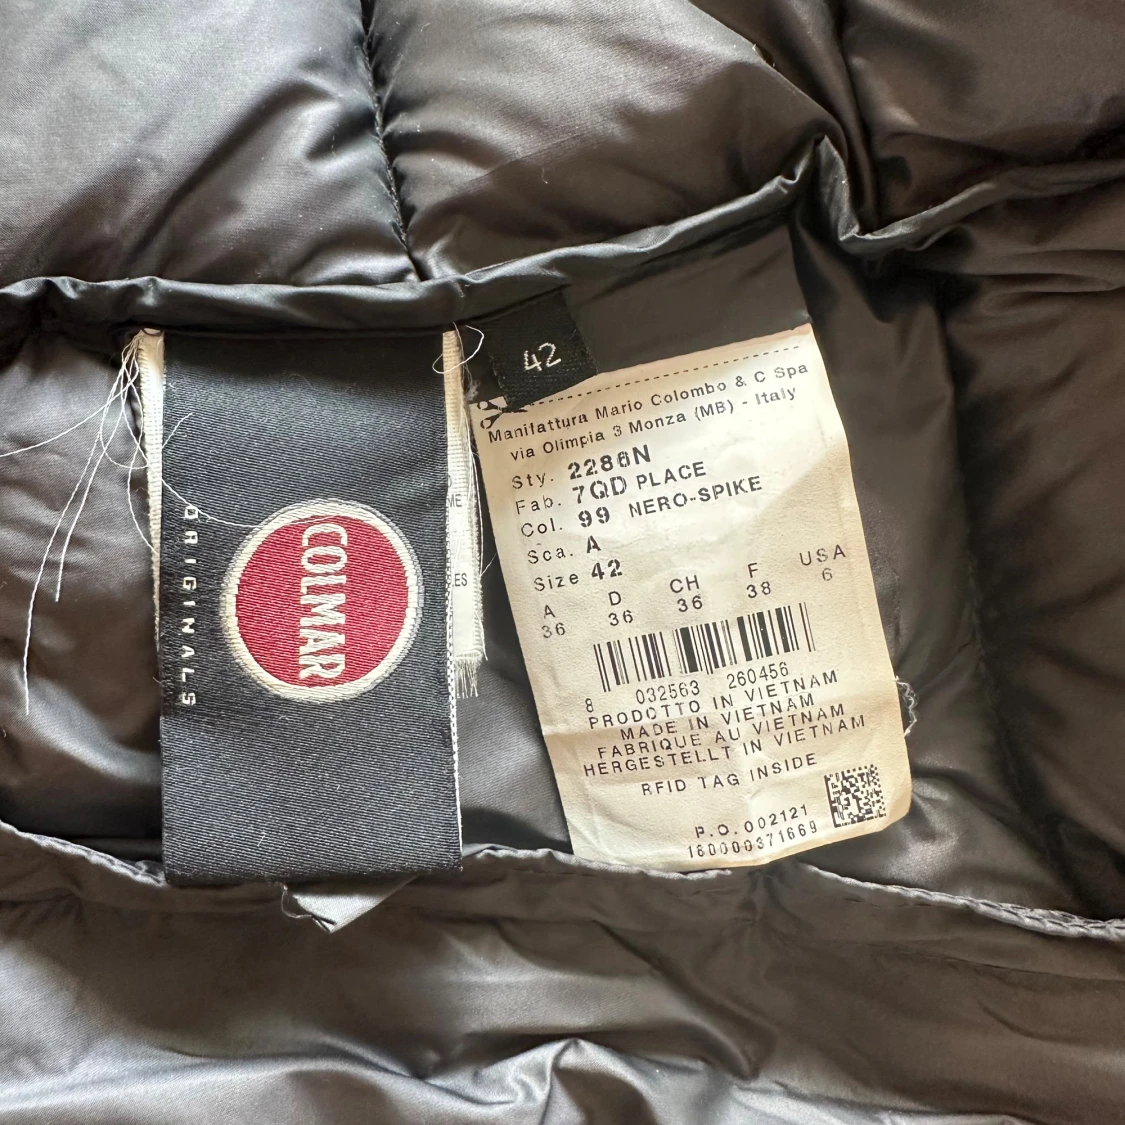 ORIGINALS
COLMAR
ME
ES
42
Manifattura Mario Colombo & C Spa
via Olimpia 3 Monza (MB) - Italy
Sty. 2286N
Fab. 7QD PLACE
Col. 99 NERO-SPIKE
Sca. A
Size 42
A D CH F USA
36 36 36 38 6
8 032563 260456
PRODOTTO IN VIETNAM
MADE IN VIETNAM
FABRIQUE AU VIETNAM
HERGESTELLT IN VIETNAM
RFID TAG INSIDE
P.O. 002121
180000371669